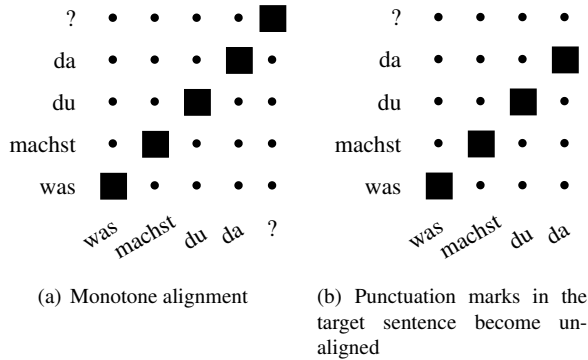 ?
da
du
machst
was
was machst du da ?
(a) Monotone alignment
?
da
du
machst
was
was machst du da
(b) Punctuation marks in the
target sentence become un-
aligned